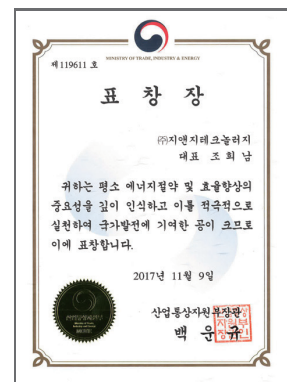 MINISTRY OF TRADE, INDUSTRY & ENERGY
제119611 호
표 창 장
㈜지앤지테크놀러지
대표 조희남
귀하는 평소 에너지절약 및 효율향상의
중요성을 깊이 인식하고 이를 적극적으로
실천하여 국가발전에 기여한 공이 크므로
이에 표창합니다.
2017년 11월 9일
산업통상자원부장관
백 운 규